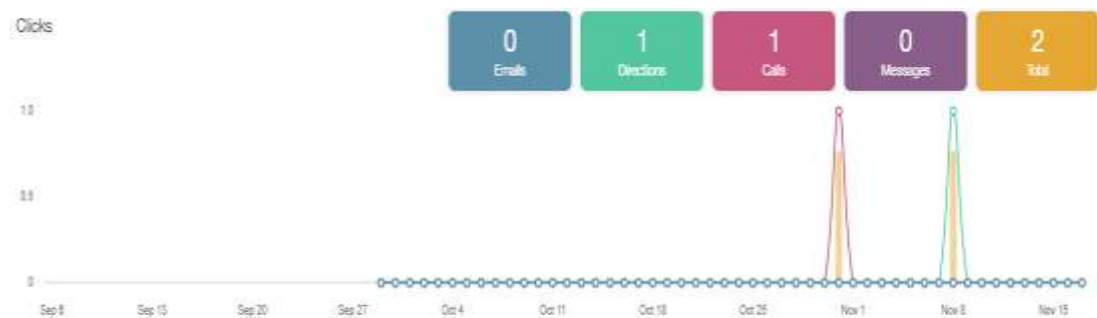 Clicks
0 1 1 0 2
Emails Directions Calls Messages Total
1.0
0.5
0
Sep 6 Sep 13 Sep 20 Sep 27 Oct 4 Oct 11 Oct 18 Oct 25 Nov 1 Nov 8 Nov 15